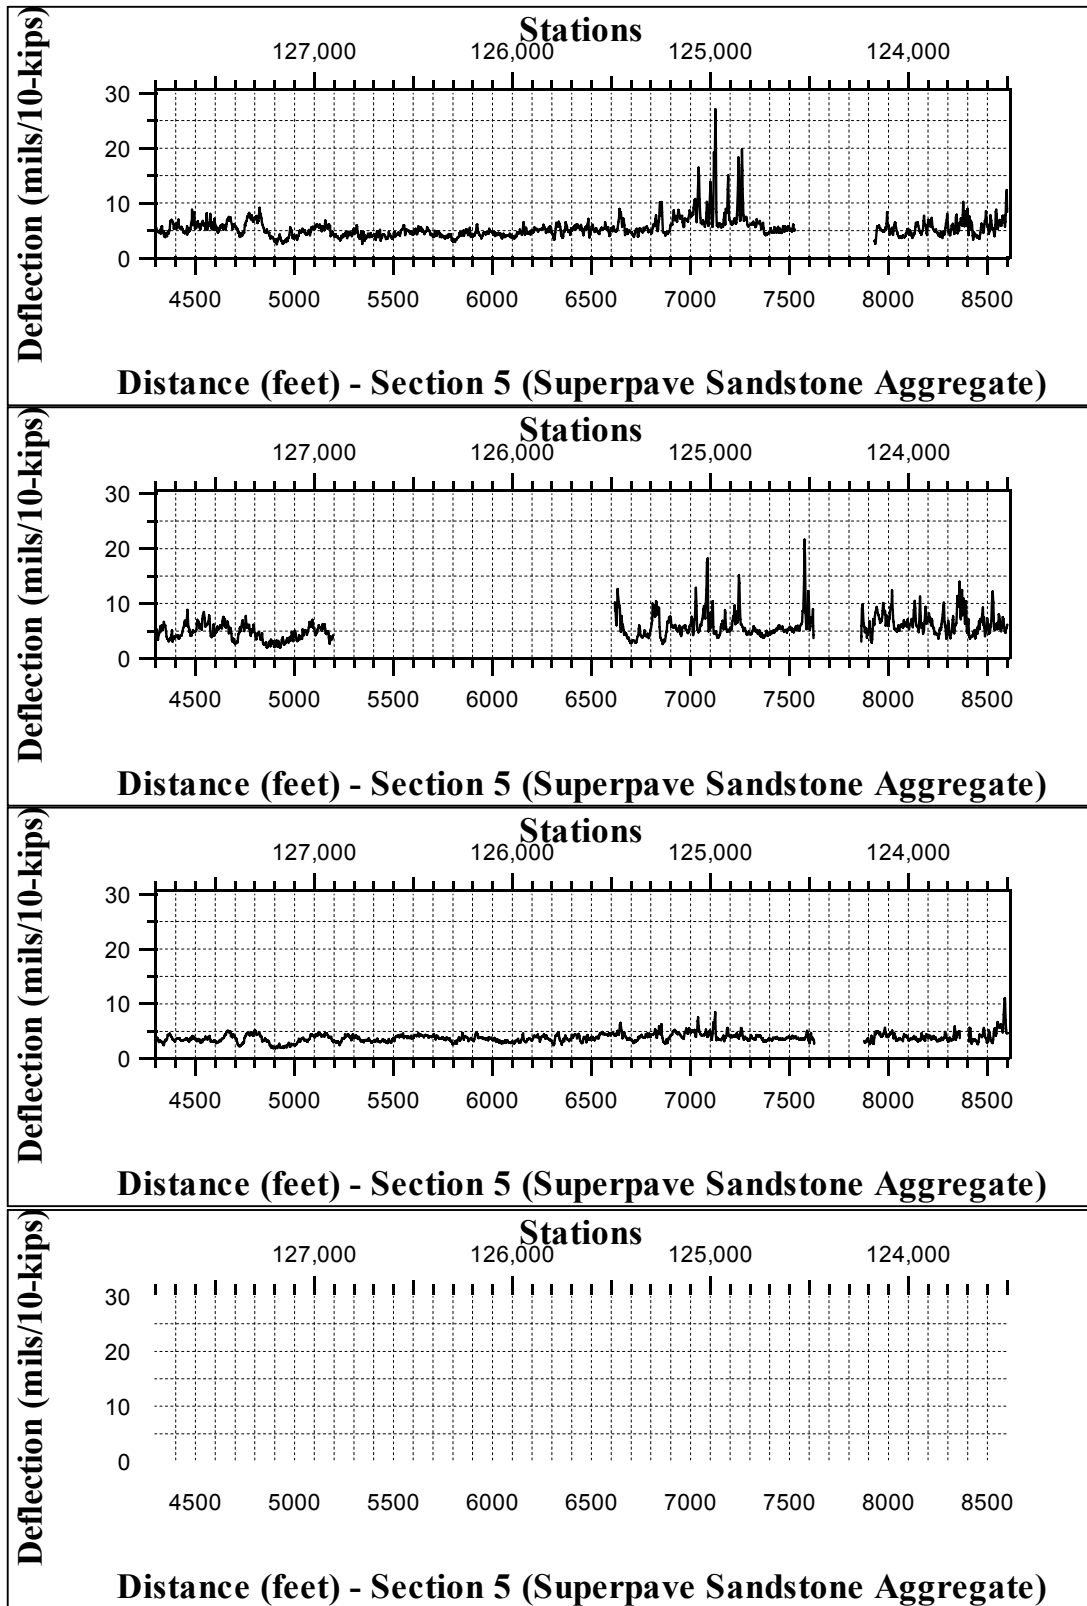 Stations
127,000 126,000 125,000 124,000
Deflection (mils/10-kips)
30
20
10
0
4500 5000 5500 6000 6500 7000 7500 8000 8500
Distance (feet) - Section 5 (Superpave Sandstone Aggregate)
Stations
127,000 126,000 125,000 124,000
Deflection (mils/10-kips)
30
20
10
0
4500 5000 5500 6000 6500 7000 7500 8000 8500
Distance (feet) - Section 5 (Superpave Sandstone Aggregate)
Stations
127,000 126,000 125,000 124,000
Deflection (mils/10-kips)
30
20
10
0
4500 5000 5500 6000 6500 7000 7500 8000 8500
Distance (feet) - Section 5 (Superpave Sandstone Aggregate)
Stations
127,000 126,000 125,000 124,000
Deflection (mils/10-kips)
30
20
10
0
4500 5000 5500 6000 6500 7000 7500 8000 8500
Distance (feet) - Section 5 (Superpave Sandstone Aggregate)